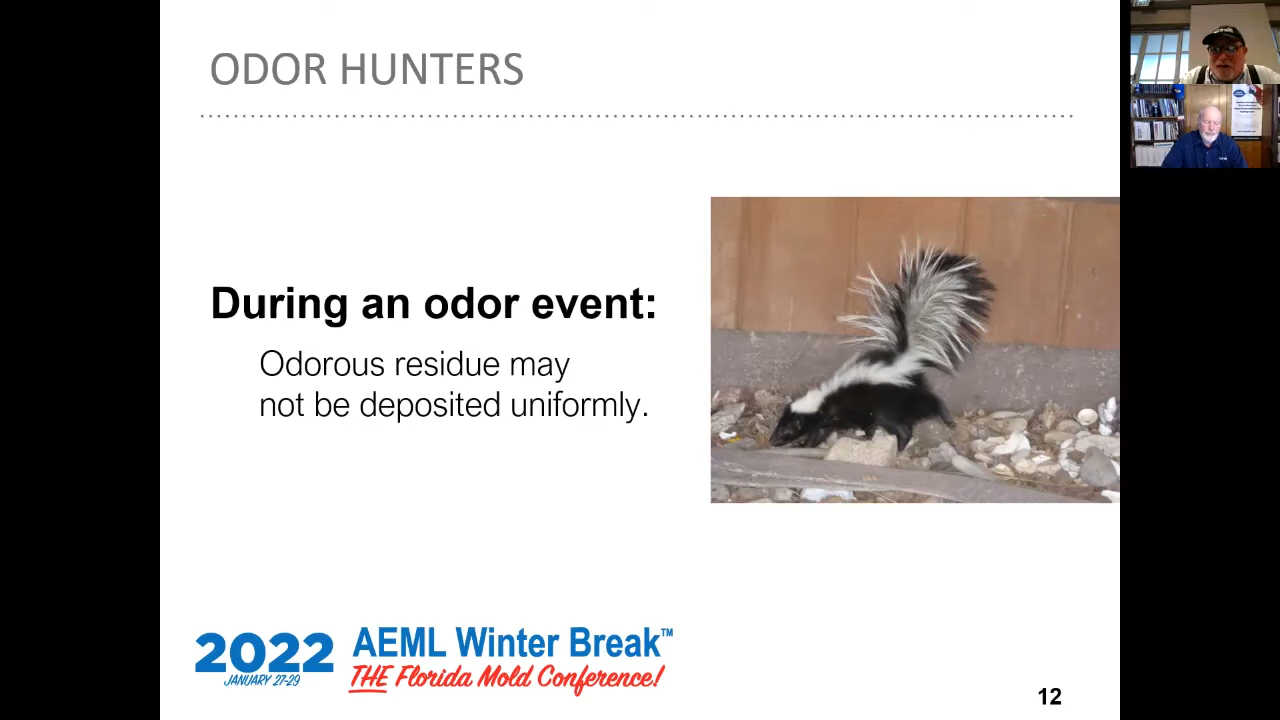 ODOR HUNTERS
During an odor event:
Odorous residue may
not be deposited uniformly.
2022
JANUARY 27-29
AEML Winter Break™
THE Florida Mold Conference!
12